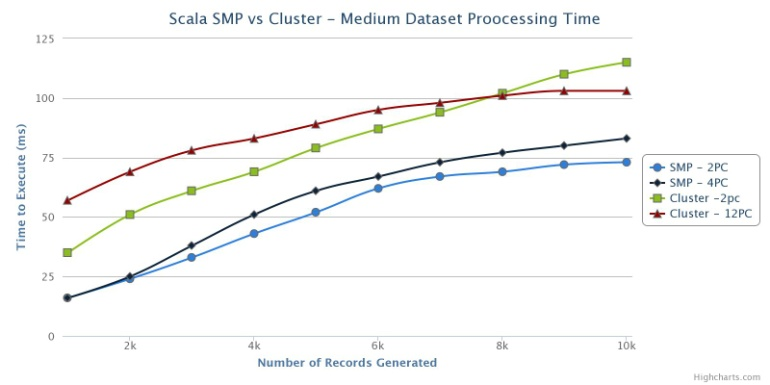 Scala SMP vs Cluster – Medium Dataset Proocessing Time
125
100
75
50
25
0
Time to Execute (ms)
2k 4k 6k 8k 10k
Number of Records Generated
SMP – 2PC
SMP – 4PC
Cluster –2pc
Cluster – 12PC
Highcharts.com